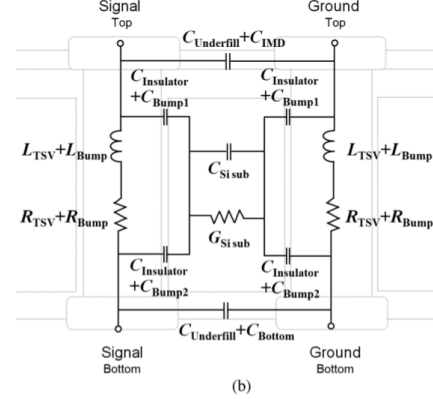 Signal
Top
Ground
Top
C_Underfill+C_IMD
C_Insulator
+C_Bump1
C_Insulator
+C_Bump1
L_TSV+L_Bump
L_TSV+L_Bump
C_Si sub
R_TSV+R_Bump
R_TSV+R_Bump
G_Si sub
C_Insulator
+C_Bump2
C_Insulator
+C_Bump2
C_Underfill+C_Bottom
Signal
Bottom
Ground
Bottom
(b)